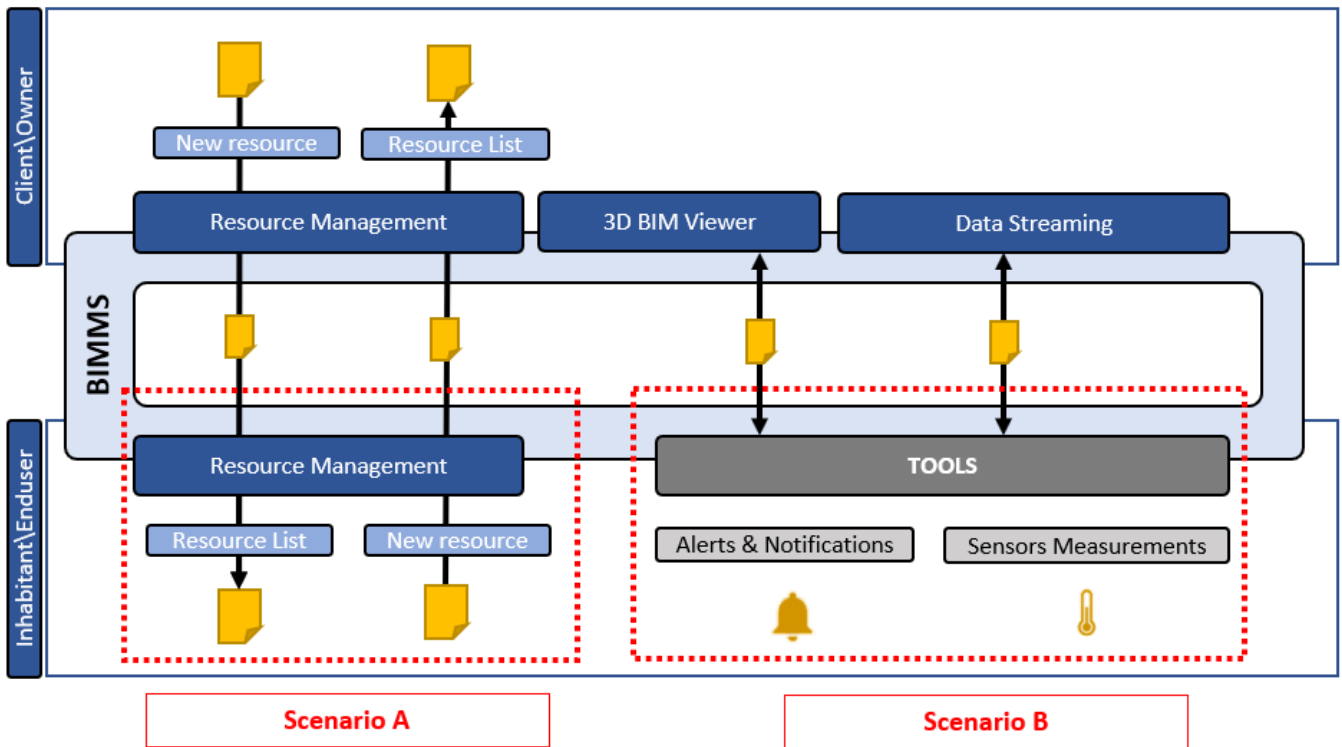 Client\Owner
New resource
Resource List
Resource Management
3D BIM Viewer
Data Streaming
BIMMS
Inhabitant\Enduser
Resource Management
TOOLS
Resource List
New resource
Alerts & Notifications
Sensors Measurements
Scenario A
Scenario B